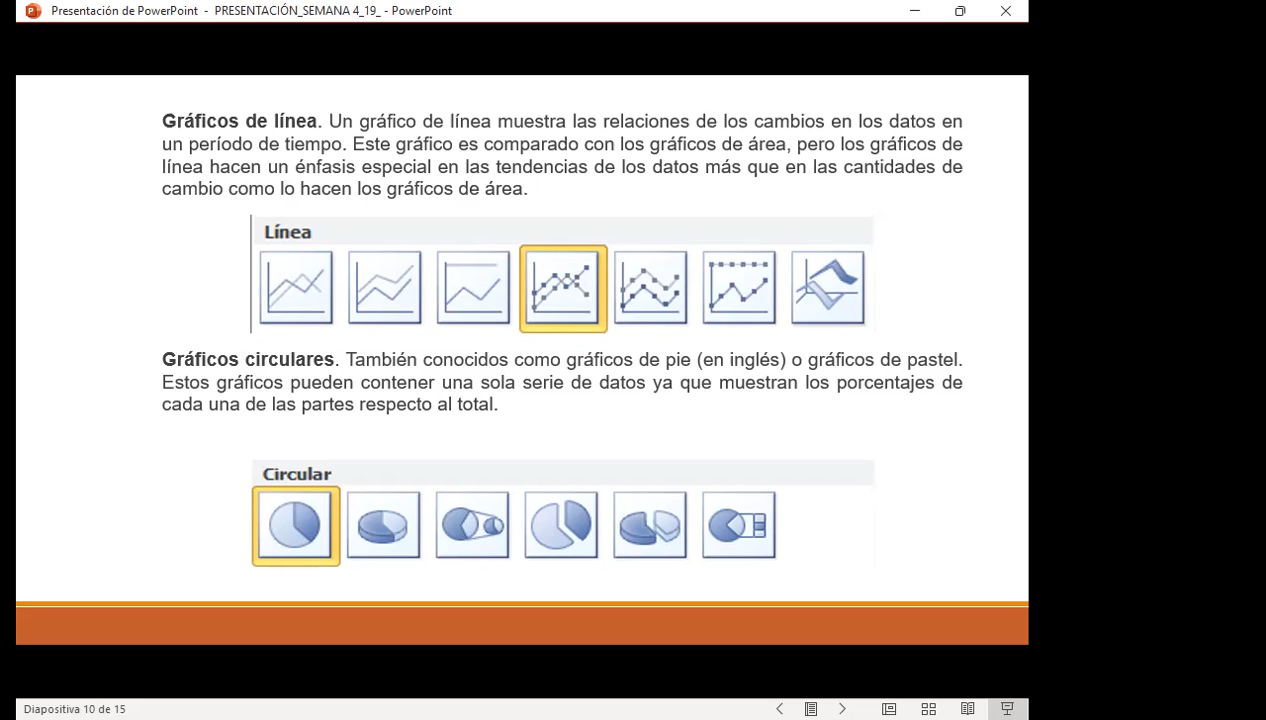 Presentación de PowerPoint - PRESENTACIÓN_SEMANA 4_19_ - PowerPoint
Gráficos de línea. Un gráfico de línea muestra las relaciones de los cambios en los datos en
un período de tiempo. Este gráfico es comparado con los gráficos de área, pero los gráficos de
línea hacen un énfasis especial en las tendencias de los datos más que en las cantidades de
cambio como lo hacen los gráficos de área.
Línea
Gráficos circulares. También conocidos como gráficos de pie (en inglés) o gráficos de pastel.
Estos gráficos pueden contener una sola serie de datos ya que muestran los porcentajes de
cada una de las partes respecto al total.
Circular
Diapositiva 10 de 15